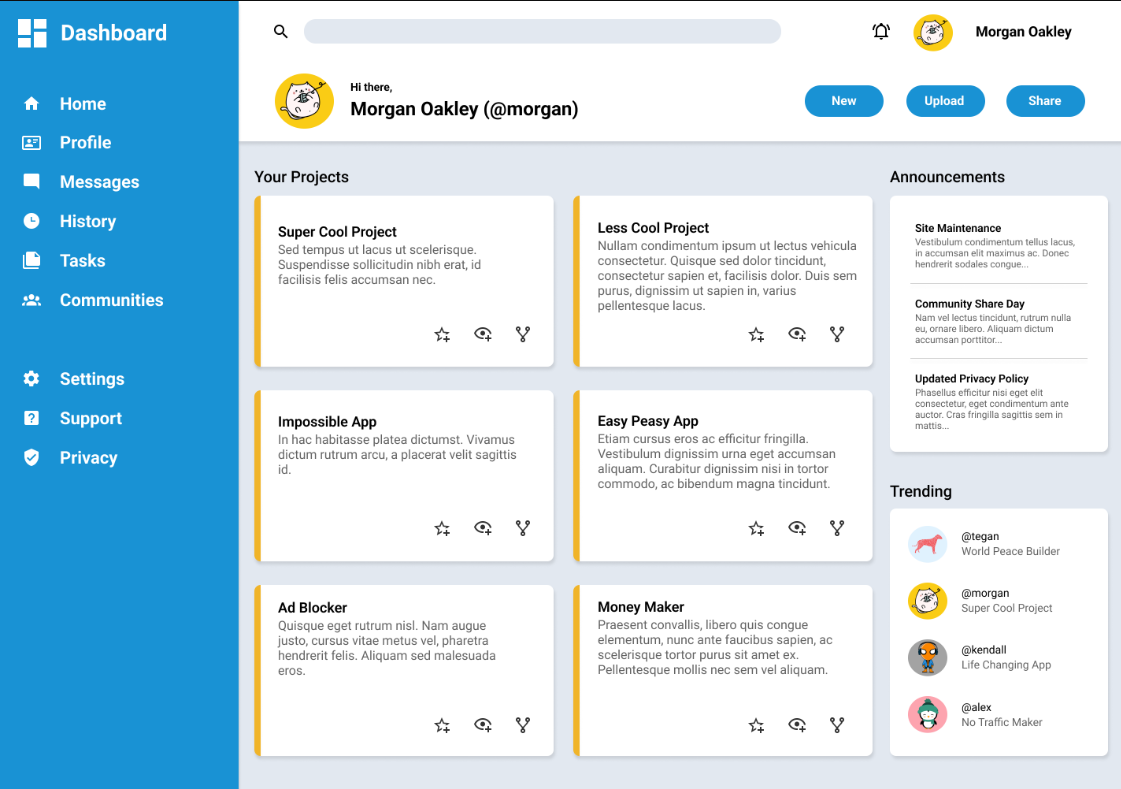 Dashboard
Home
Profile
Messages
History
Tasks
Communities
Settings
Support
Privacy
Morgan Oakley
Hi there,
Morgan Oakley (@morgan)
New
Upload
Share
Your Projects
Super Cool Project
Sed tempus ut lacus ut scelerisque.
Suspendisse sollicitudin nibh erat, id
facilisis felis accumsan nec.
Less Cool Project
Nullam condimentum ipsum ut lectus vehicula
consectetur. Quisque sed dolor tincidunt,
consectetur sapien et, facilisis dolor. Duis sem
purus, dignissim ut sapien in, varius
pellentesque lacus.
Impossible App
In hac habitasse platea dictumst. Vivamus
dictum rutrum arcu, a placerat velit sagittis
id.
Easy Peasy App
Etiam cursus eros ac efficitur fringilla.
Vestibulum dignissim urna eget accumsan
aliquam. Curabitur dignissim nisi in tortor
commodo, ac bibendum magna tincidunt.
Ad Blocker
Quisque eget rutrum nisl. Nam augue
justo, cursus vitae metus vel, pharetra
hendrerit felis. Aliquam sed malesuada
eros.
Money Maker
Praesent convallis, libero quis congue
elementum, nunc ante faucibus sapien, ac
scelerisque tortor purus sit amet ex.
Pellentesque mollis nec sem vel aliquam.
Announcements
Site Maintenance
Vestibulum condimentum tellus lacus,
in accumsan elit maximus ac. Donec
hendrerit sodales congue...
Community Share Day
Nam vel lectus tincidunt, rutrum nulla
eu, ornare libero. Aliquam dictum
accumsan porttitor...
Updated Privacy Policy
Phasellus efficitur nisi eget elit
consectetur, eget condimentum ante
auctor. Cras fringilla sagittis sem in
mattis...
Trending
@tegan
World Peace Builder
@morgan
Super Cool Project
@kendall
Life Changing App
@alex
No Traffic Maker